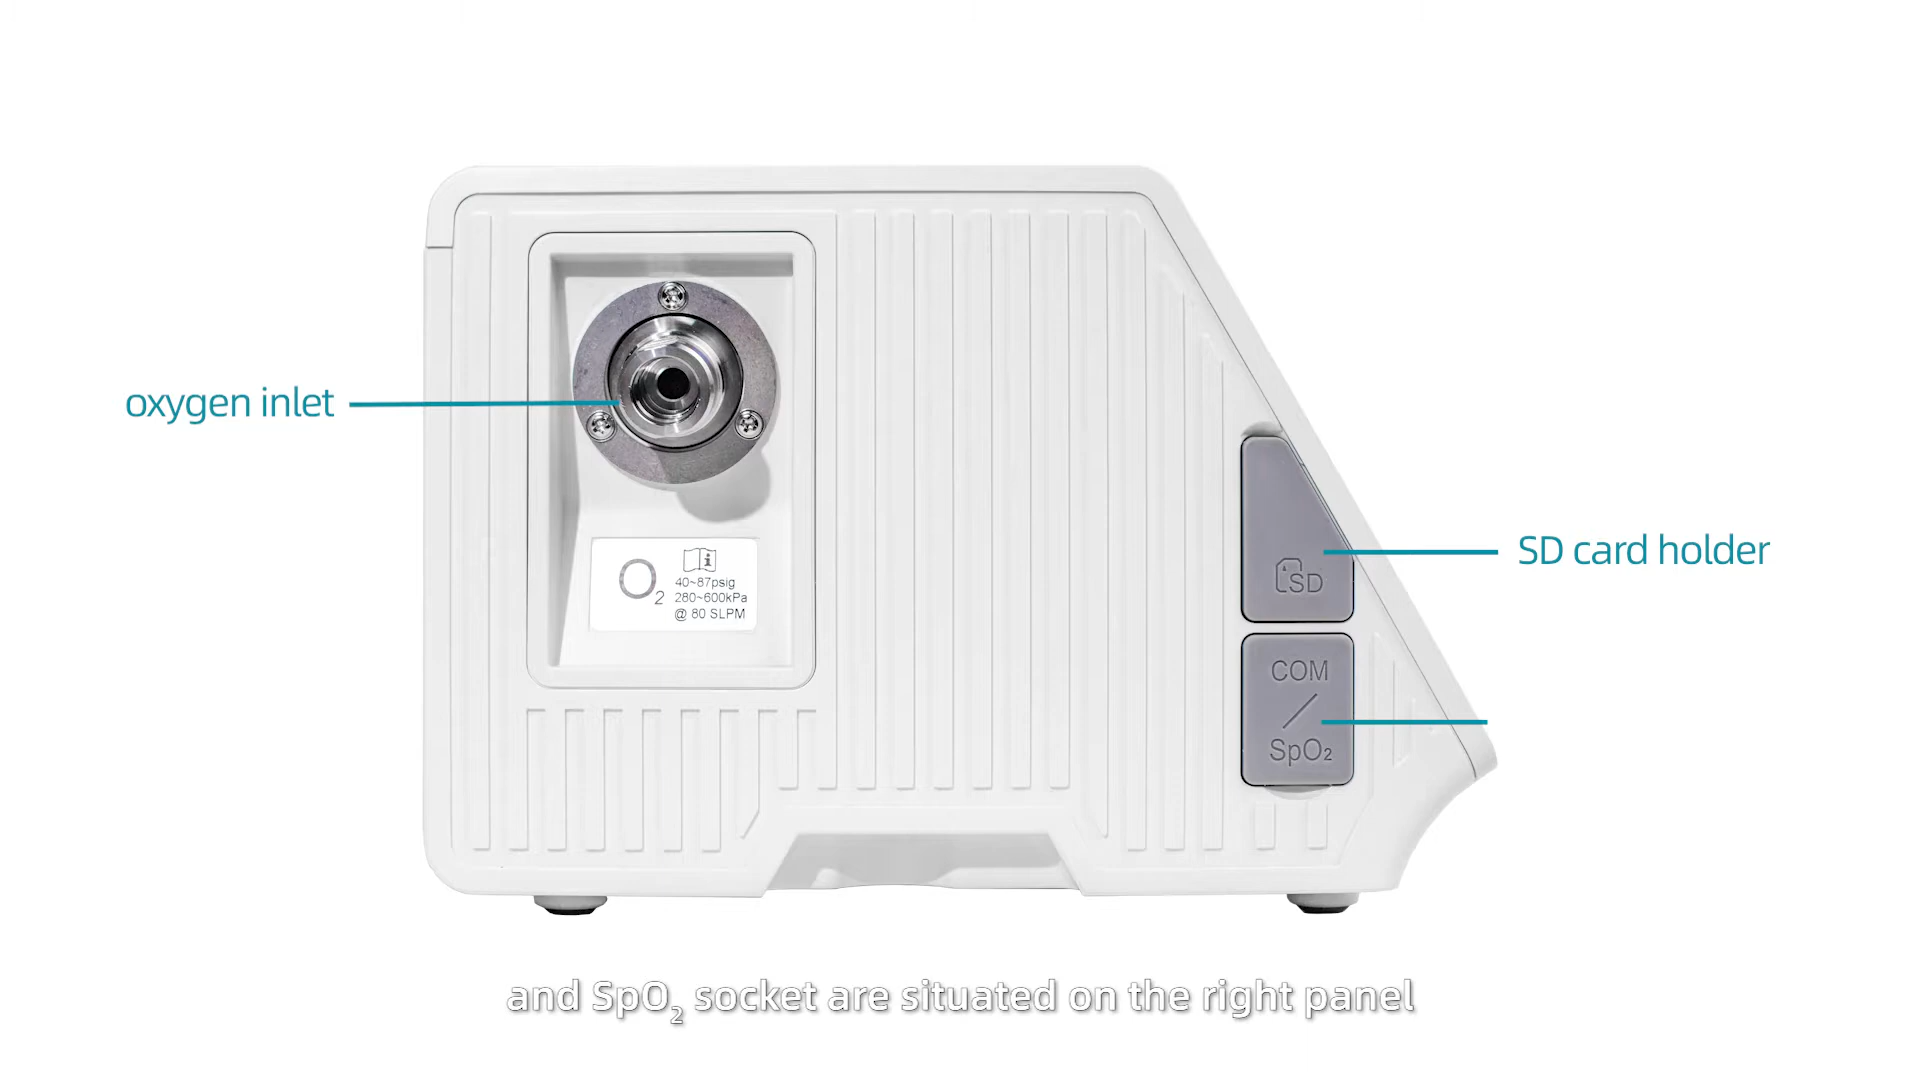 oxygen inlet
O2
40~87psig
280~600kPa
@ 80 SLPM
SD
SD card holder
COM
/
SpO₂
and SpO₂ socket are situated on the right panel